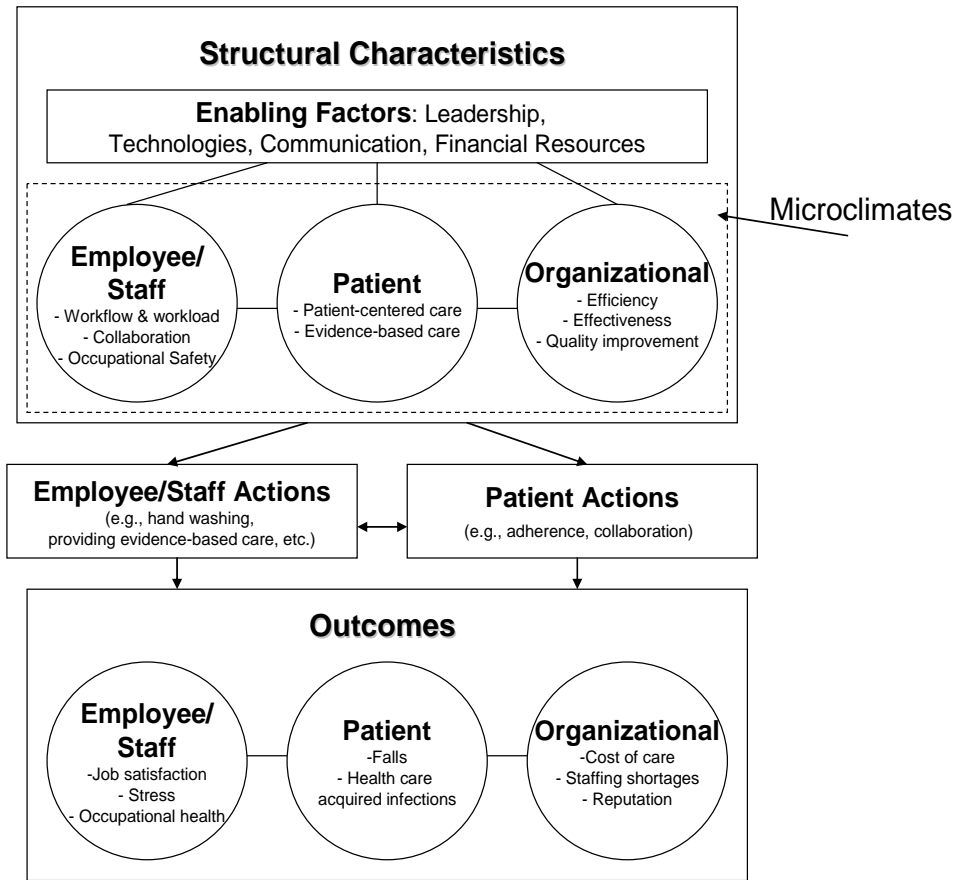 Structural Characteristics
Enabling Factors: Leadership,
Technologies, Communication, Financial Resources
Microclimates
Employee/
Staff
- Workflow & workload
- Collaboration
- Occupational Safety
Patient
- Patient-centered care
- Evidence-based care
Organizational
- Efficiency
- Effectiveness
- Quality improvement
Employee/Staff Actions
(e.g., hand washing,
providing evidence-based care, etc.)
Patient Actions
(e.g., adherence, collaboration)
Outcomes
Employee/
Staff
-Job satisfaction
- Stress
- Occupational health
Patient
-Falls
- Health care
acquired infections
Organizational
-Cost of care
- Staffing shortages
- Reputation